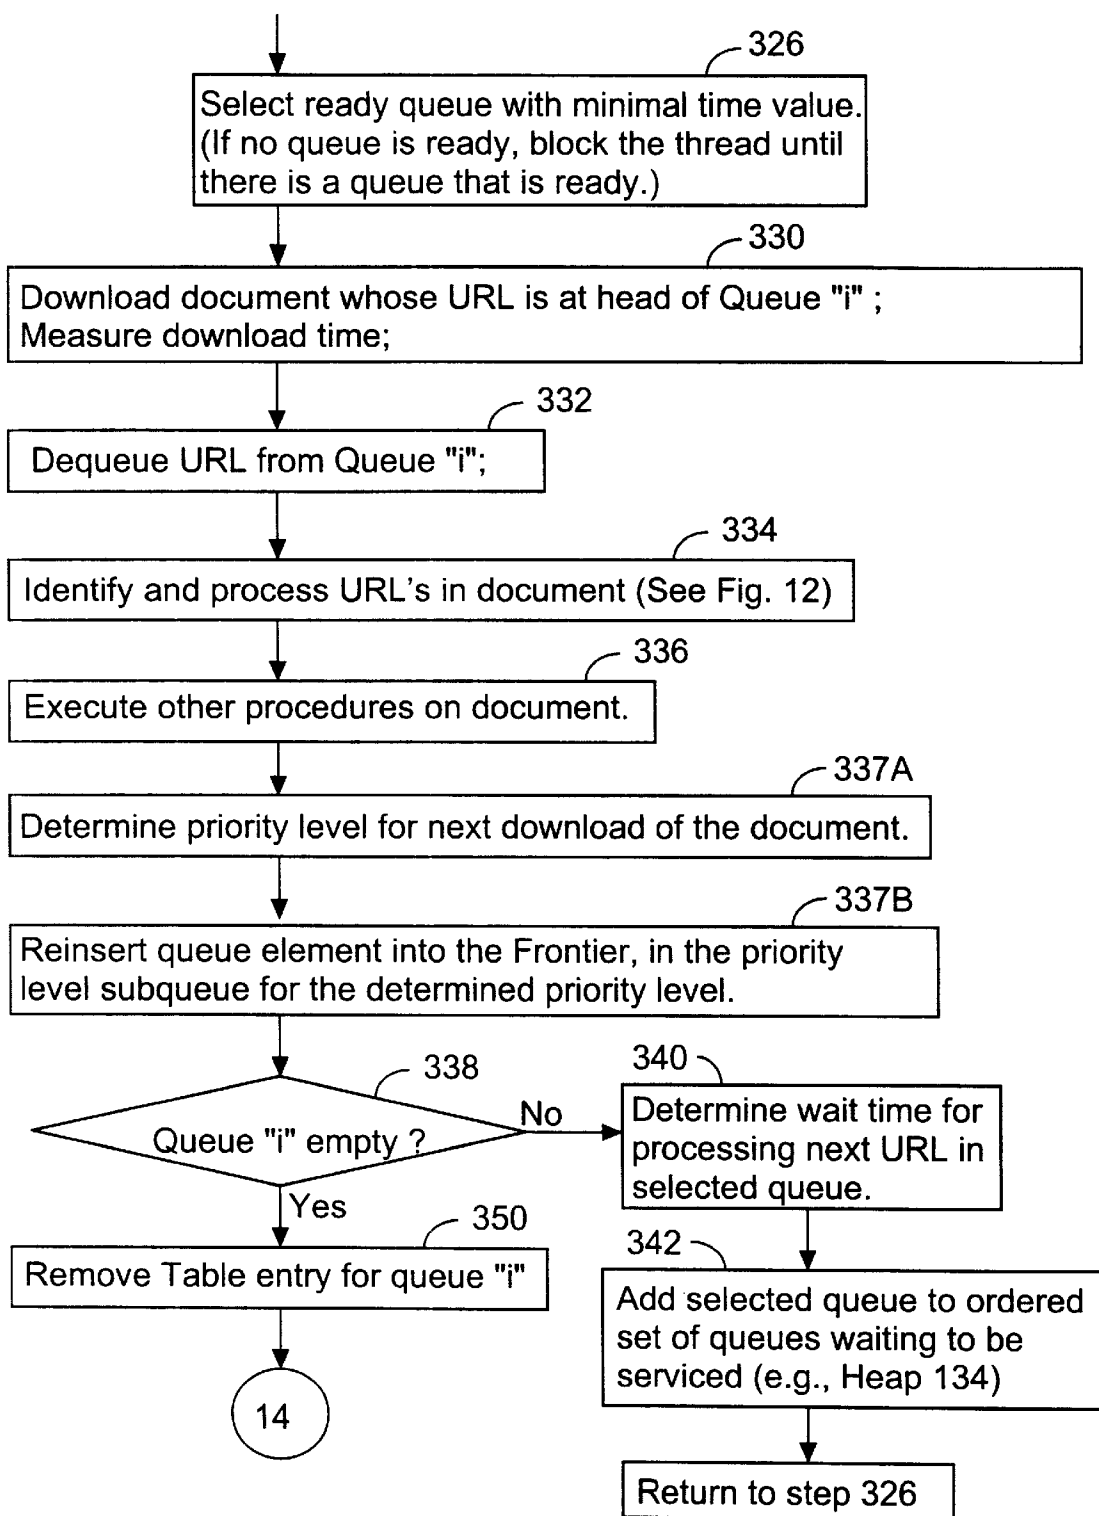 326
Select ready queue with minimal time value.
(If no queue is ready, block the thread until
there is a queue that is ready.)
330
Download document whose URL is at head of Queue "i" ;
Measure download time;
332
Dequeue URL from Queue "i";
334
Identify and process URL's in document (See Fig. 12)
336
Execute other procedures on document.
337A
Determine priority level for next download of the document.
337B
Reinsert queue element into the Frontier, in the priority
level subqueue for the determined priority level.
338
Queue "i" empty ?
No
Yes
340
Determine wait time for
processing next URL in
selected queue.
350
Remove Table entry for queue "i"
342
Add selected queue to ordered
set of queues waiting to be
serviced (e.g., Heap 134)
14
Return to step 326